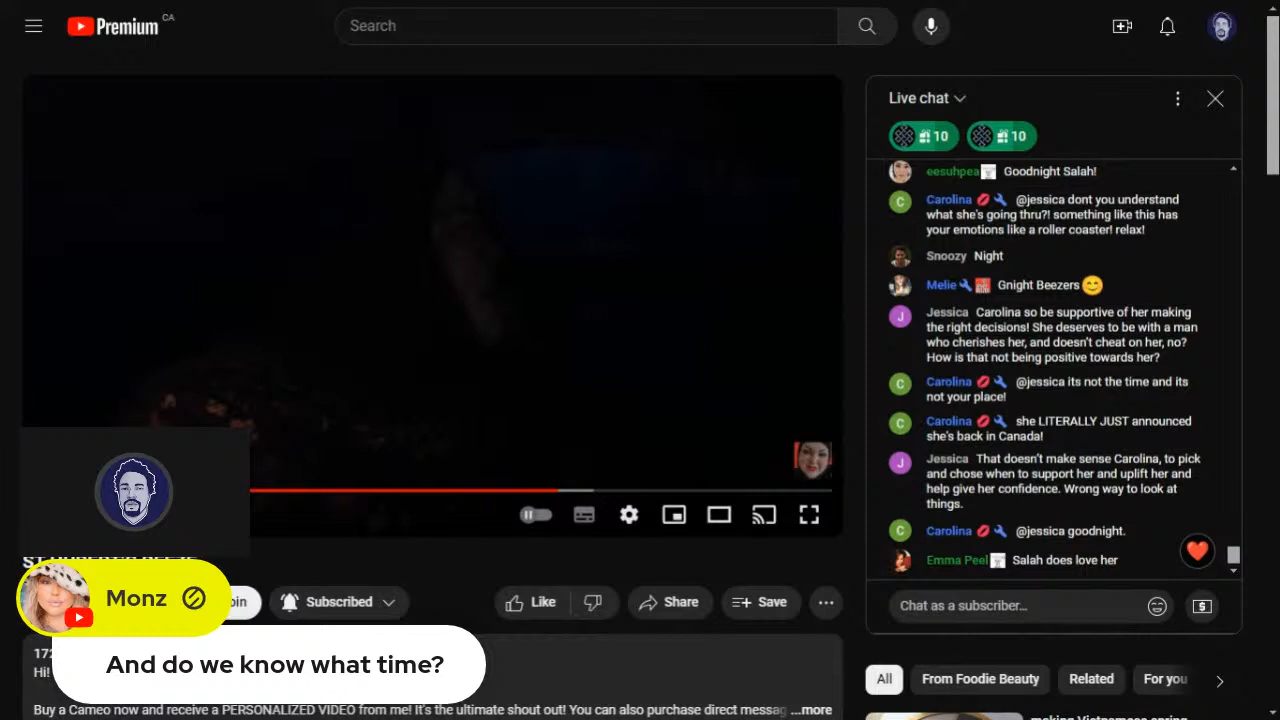 Premium CA
Search
Live chat
10 10
eesuhpea Goodnight Salah!
Carolina @jessica dont you understand
what she's going thru?! something like this has
your emotions like a roller coaster! relax!
Snoozy Night
Melie Gnight Beezers
Jessica Carolina so be supportive of her making
the right decisions! She deserves to be with a man
who cherishes her, and doesn't cheat on her, no?
How is that not being positive towards her?
Carolina @jessica its not the time and its
not your place!
Carolina she LITERALLY JUST announced
she's back in Canada!
Jessica That doesn't make sense Carolina, to pick
and chose when to support her and uplift her and
help give her confidence. Wrong way to look at
things.
Carolina @jessica goodnight.
Emma Peel Salah does love her
Chat as a subscriber...
Monz
oin
Subscribed
Like
Share
Save
And do we know what time?
172
Hi!
Buy a Cameo now and receive a PERSONALIZED VIDEO from me! It's the ultimate shout out! You can also purchase direct messag ...more
All
From Foodie Beauty
Related
For you
making Vietnamese spring